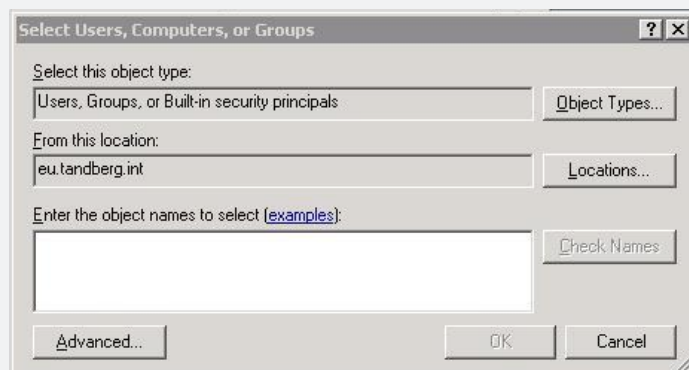 Select Users, Computers, or Groups
Select this object type:
Users, Groups, or Built-in security principals
Object Types...
From this location:
eu.tandberg.int
Locations...
Enter the object names to select (examples):
Check Names
Advanced...
OK
Cancel